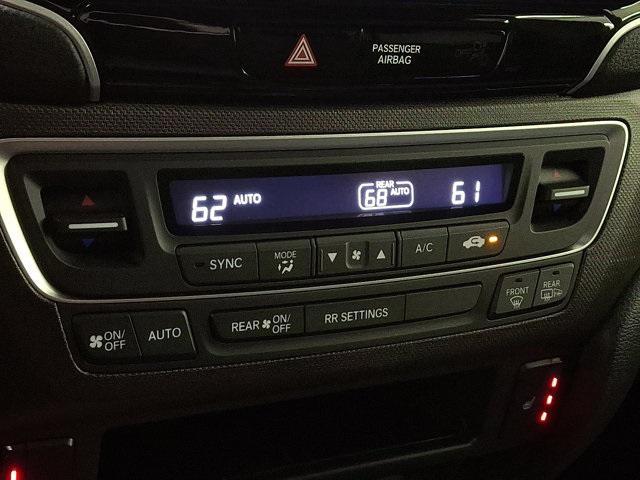 PASSENGER
AIRBAG
62 AUTO
REAR
68 AUTO
61
SYNC
MODE
A/C
FRONT
REAR
ON/
OFF
AUTO
REAR ON/
OFF
RR SETTINGS